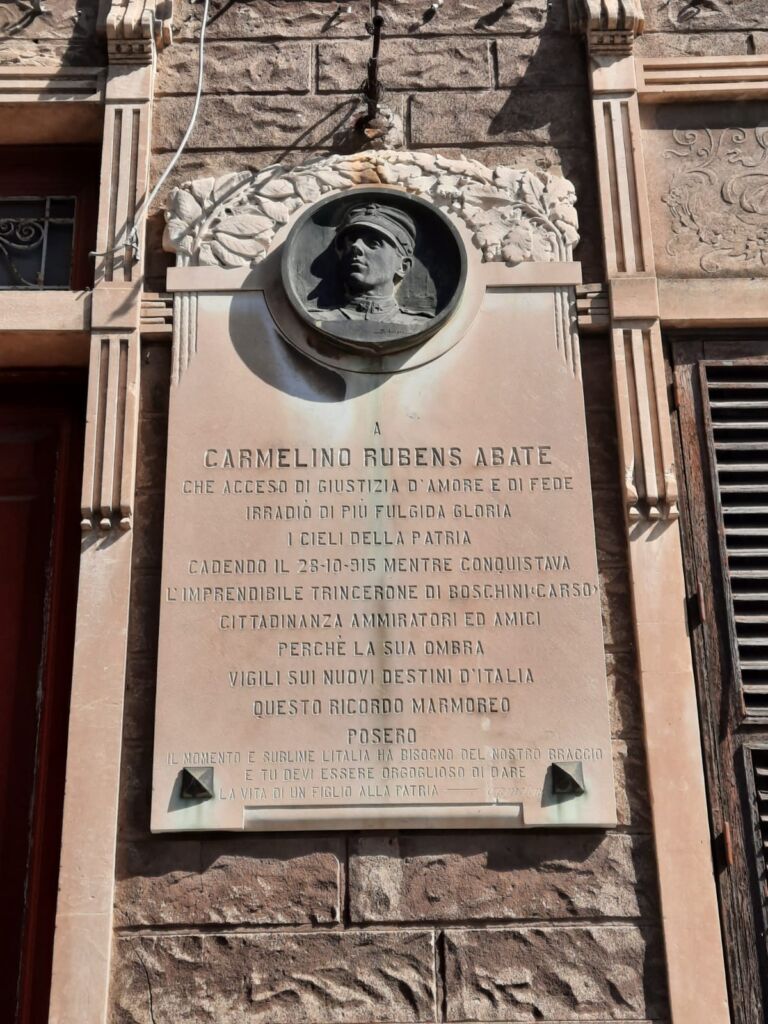 A
CARMELINO RUBENS ABATE
CHE ACCESO DI GIUSTIZIA D'AMORE E DI FEDE
IRRADIÒ DI PIÙ FULGIDA GLORIA
I CIELI DELLA PATRIA
CADENDO IL 28-10-915 MENTRE CONQUISTAVA
L'IMPRENDIBILE TRINCERONE DI BOSCHINI (CARSO)
CITTADINANZA AMMIRATORI ED AMICI
PERCHÈ LA SUA OMBRA
VIGILI SUI NUOVI DESTINI D'ITALIA
QUESTO RICORDO MARMOREO
POSERO
IL MOMENTO E SUBLIME L'ITALIA HA BISOGNO DEL NOSTRO BRACCIO
E TU DEVI ESSERE ORGOGLIOSO DI DARE
LA VITA DI UN FIGLIO ALLA PATRIA